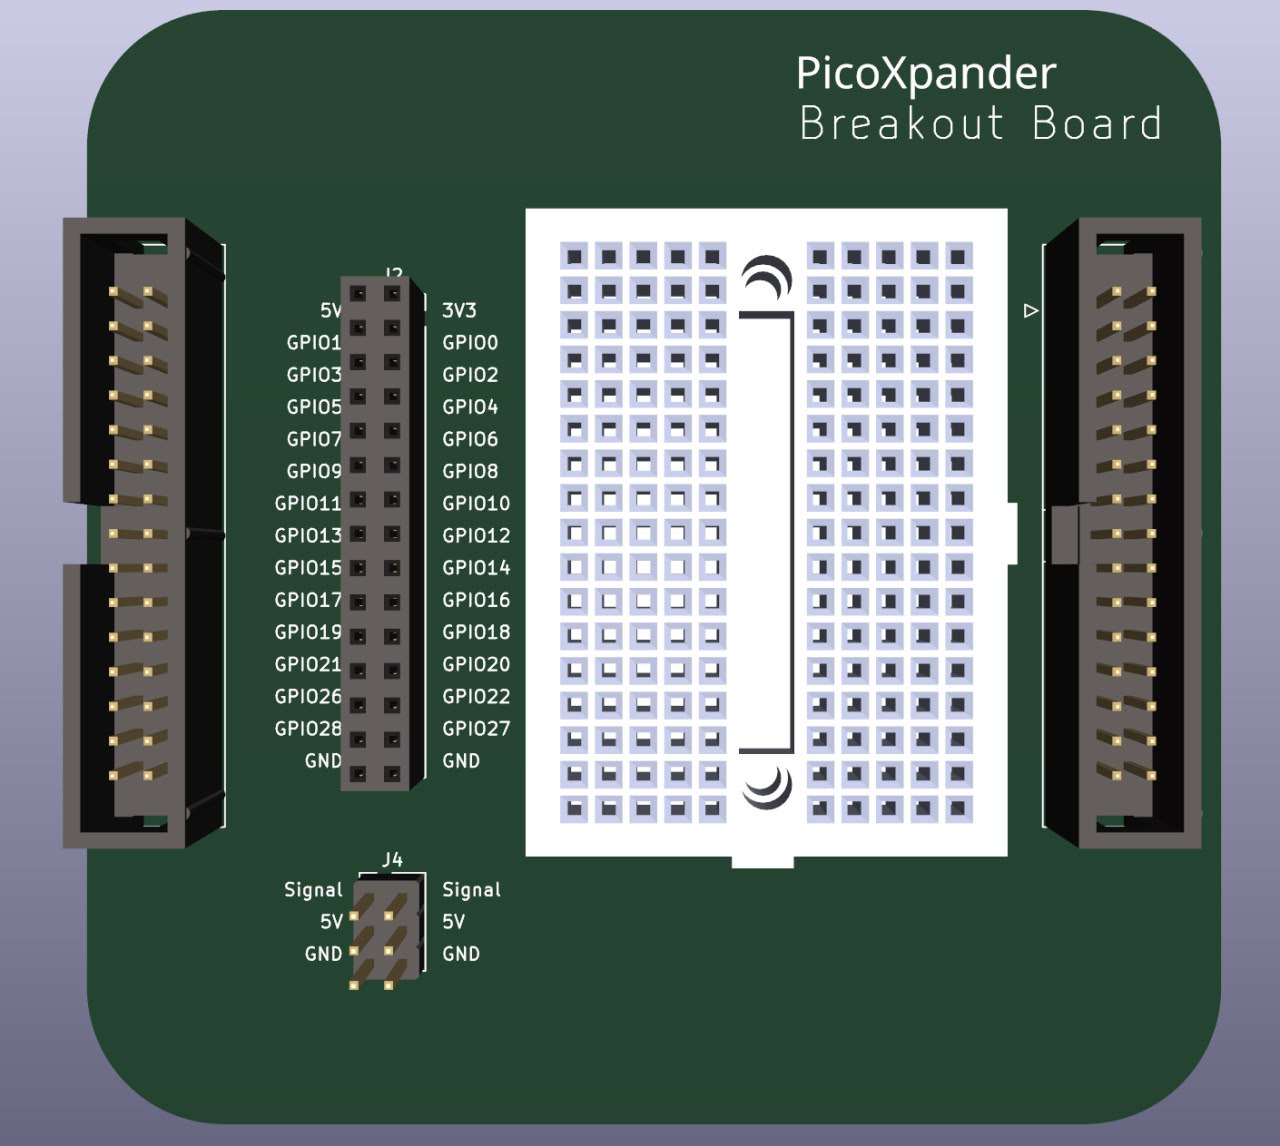 PicoXpander
Breakout Board
J2
5V 3V3
GPIO1 GPIO0
GPIO3 GPIO2
GPIO5 GPIO4
GPIO7 GPIO6
GPIO9 GPIO8
GPIO11 GPIO10
GPIO13 GPIO12
GPIO15 GPIO14
GPIO17 GPIO16
GPIO19 GPIO18
GPIO21 GPIO20
GPIO26 GPIO22
GPIO28 GPIO27
GND GND
J4
Signal Signal
5V 5V
GND GND